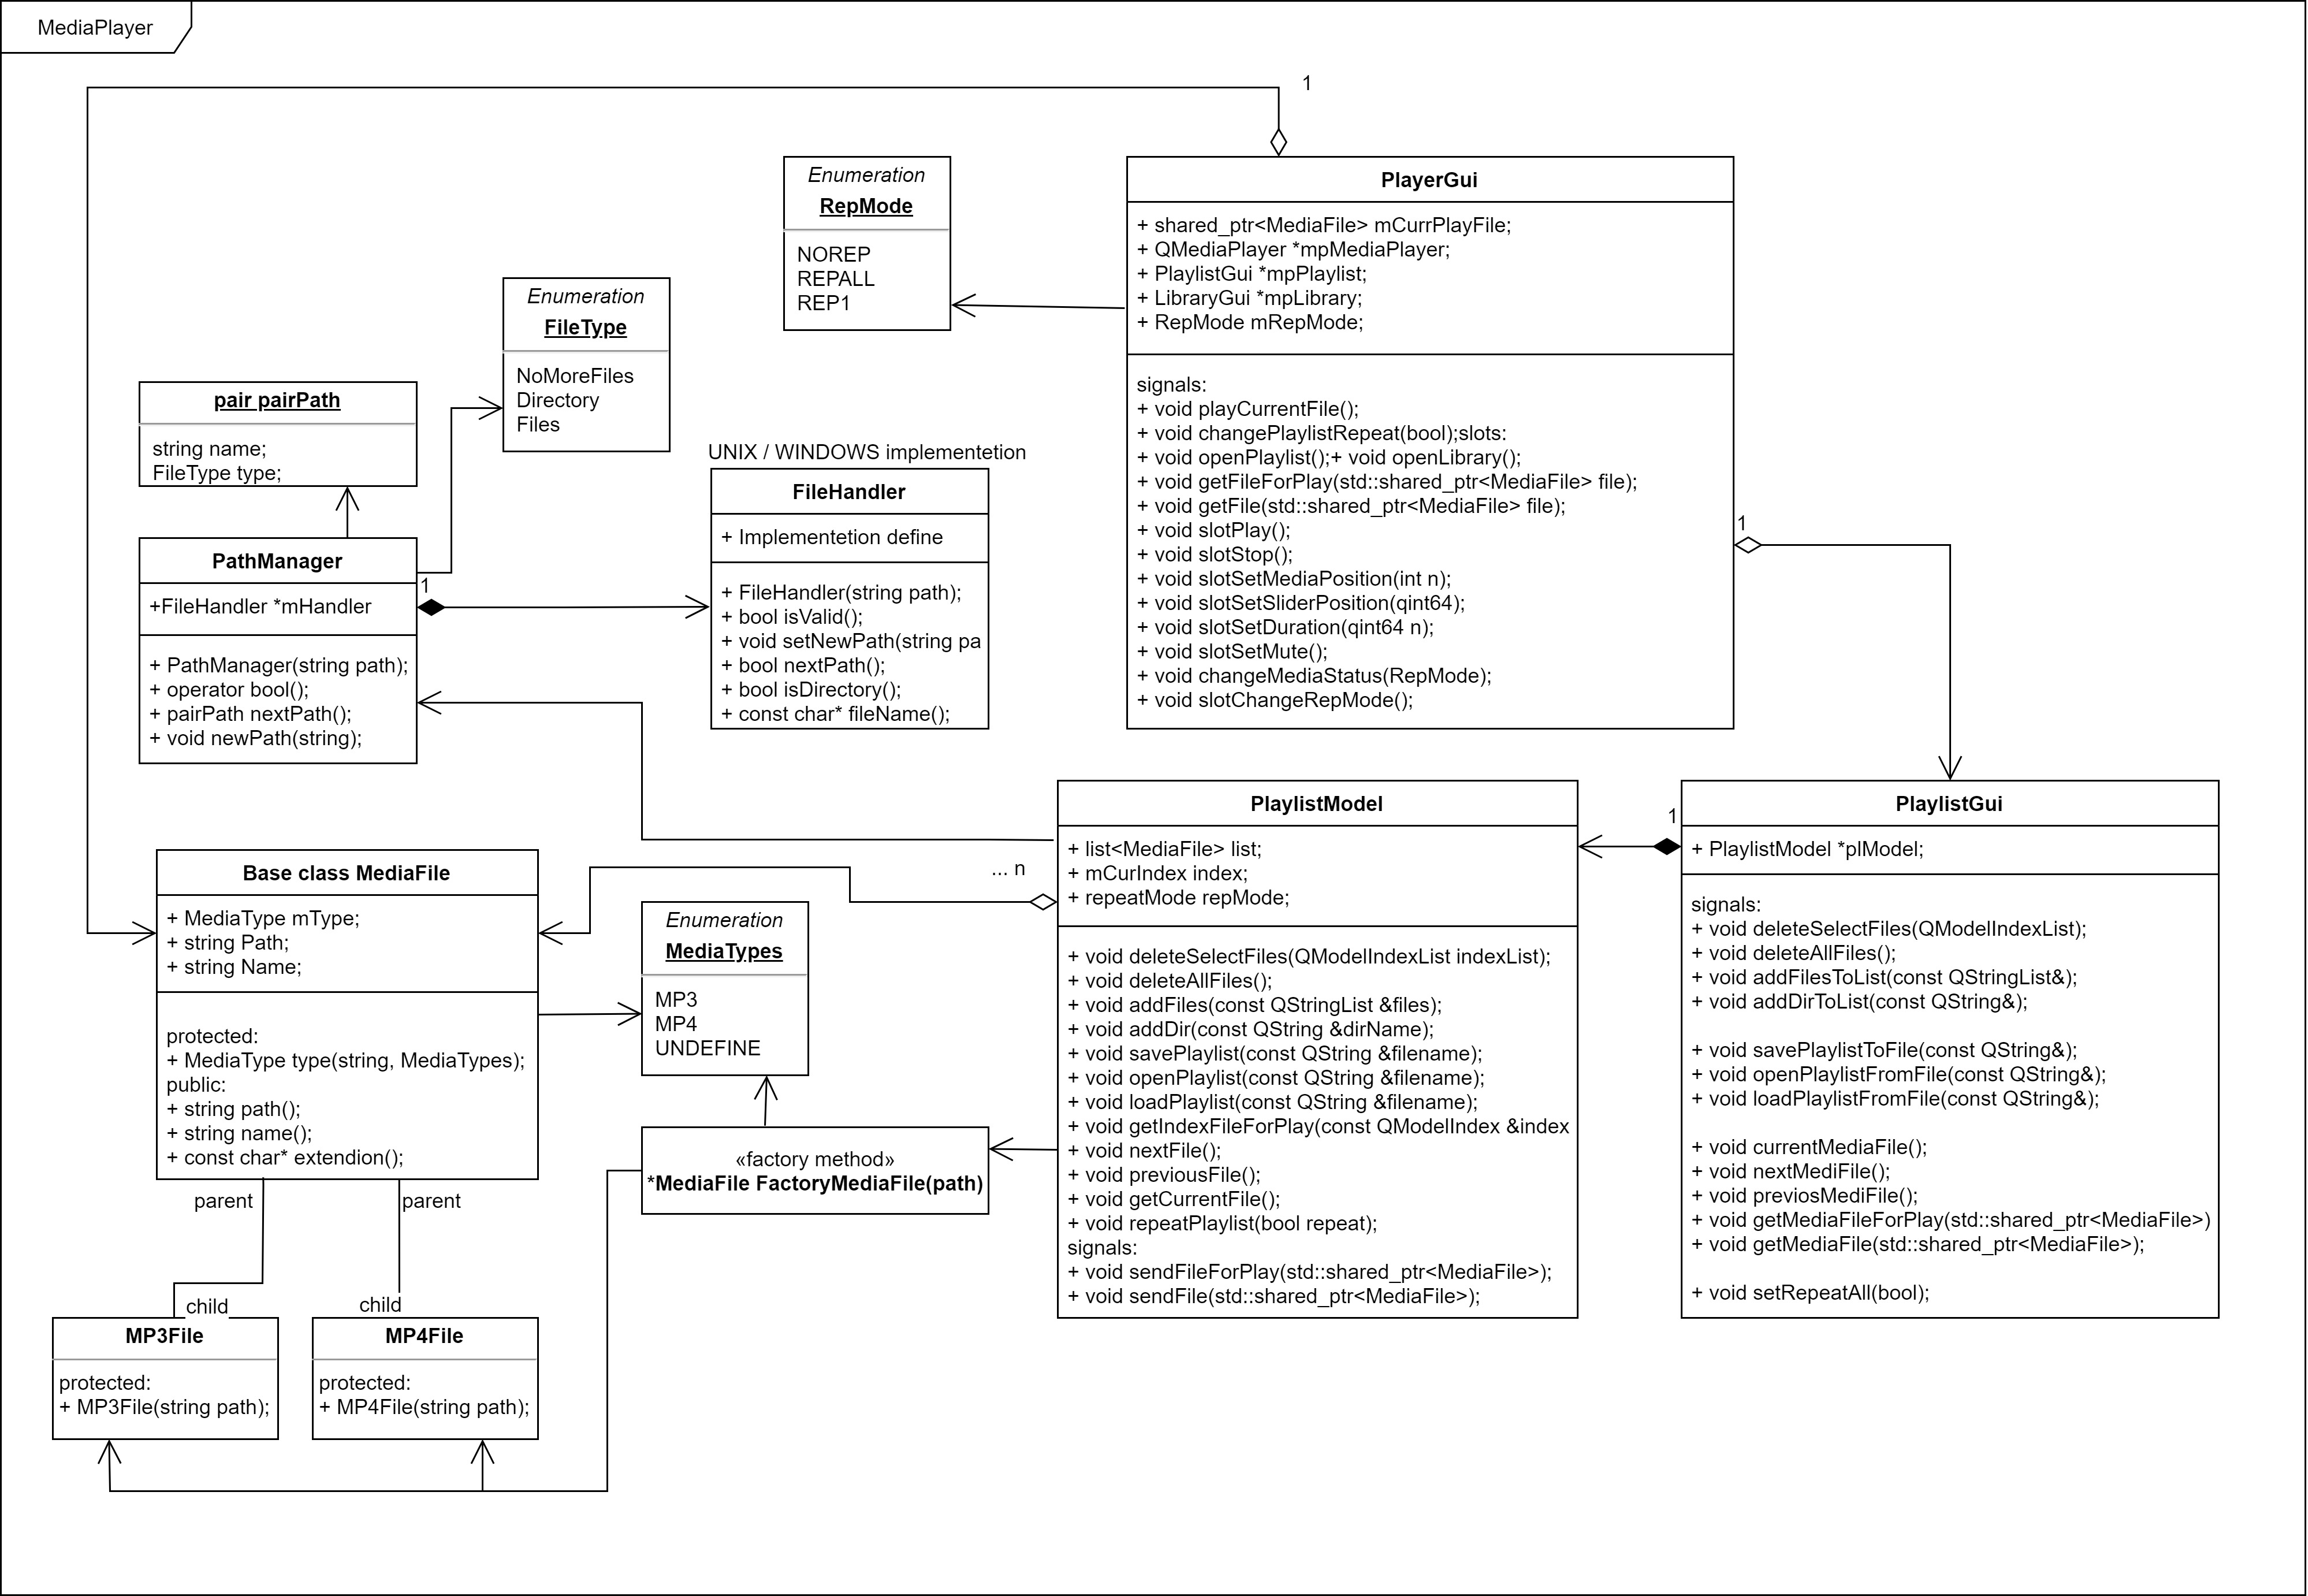 MediaPlayer
1
Enumeration
RepMode
NOREP
REPALL
REP1
PlayerGui
+ shared_ptr<MediaFile> mCurrPlayFile;
+ QMediaPlayer *mpMediaPlayer;
+ PlaylistGui *mpPlaylist;
+ LibraryGui *mpLibrary;
+ RepMode mRepMode;
signals:
+ void playCurrentFile();
+ void changePlaylistRepeat(bool);slots:
+ void openPlaylist();+ void openLibrary();
+ void getFileForPlay(std::shared_ptr<MediaFile> file);
+ void getFile(std::shared_ptr<MediaFile> file);
+ void slotPlay();
+ void slotStop();
+ void slotSetMediaPosition(int n);
+ void slotSetSliderPosition(qint64);
+ void slotSetDuration(qint64 n);
+ void slotSetMute();
+ void changeMediaStatus(RepMode);
+ void slotChangeRepMode();
1
Enumeration
FileType
NoMoreFiles
Directory
Files
pair pairPath
string name;
FileType type;
UNIX / WINDOWS implementetion
FileHandler
+ Implementetion define
+ FileHandler(string path);
+ bool isValid();
+ void setNewPath(string pa
+ bool nextPath();
+ bool isDirectory();
+ const char* fileName();
PathManager
1
+FileHandler *mHandler
+ PathManager(string path);
+ operator bool();
+ pairPath nextPath();
+ void newPath(string);
PlaylistModel
+ list<MediaFile> list;
+ mCurIndex index;
+ repeatMode repMode;
... n
+ void deleteSelectFiles(QModelIndexList indexList);
+ void deleteAllFiles();
+ void addFiles(const QStringList &files);
+ void addDir(const QString &dirName);
+ void savePlaylist(const QString &filename);
+ void openPlaylist(const QString &filename);
+ void loadPlaylist(const QString &filename);
+ void getIndexFileForPlay(const QModelIndex &index
+ void nextFile();
+ void previousFile();
+ void getCurrentFile();
+ void repeatPlaylist(bool repeat);
signals:
+ void sendFileForPlay(std::shared_ptr<MediaFile>);
+ void sendFile(std::shared_ptr<MediaFile>);
1
PlaylistGui
+ PlaylistModel *plModel;
signals:
+ void deleteSelectFiles(QModelIndexList);
+ void deleteAllFiles();
+ void addFilesToList(const QStringList&);
+ void addDirToList(const QString&);
+ void savePlaylistToFile(const QString&);
+ void openPlaylistFromFile(const QString&);
+ void loadPlaylistFromFile(const QString&);
+ void currentMediaFile();
+ void nextMediFile();
+ void previosMediFile();
+ void getMediaFileForPlay(std::shared_ptr<MediaFile>)
+ void getMediaFile(std::shared_ptr<MediaFile>);
+ void setRepeatAll(bool);
Base class MediaFile
+ MediaType mType;
+ string Path;
+ string Name;
protected:
+ MediaType type(string, MediaTypes);
public:
+ string path();
+ string name();
+ const char* extendion();
Enumeration
MediaTypes
MP3
MP4
UNDEFINE
«factory method»
*MediaFile FactoryMediaFile(path)
parent
parent
child
child
MP3File
protected:
+ MP3File(string path);
MP4File
protected:
+ MP4File(string path);